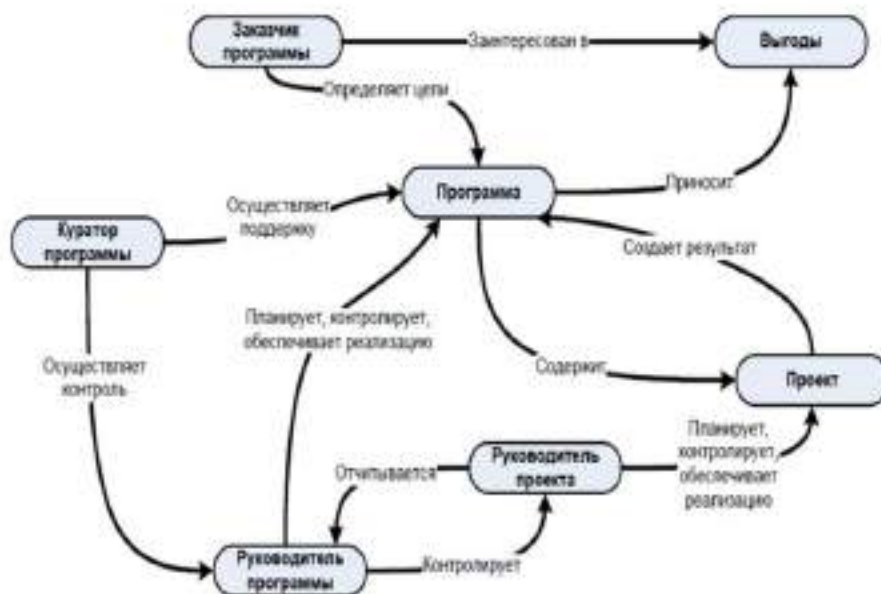 Заказчик
программы
Заинтересован в
Выгоды
Определяет цели
Программа
Приносит
Осуществляет
поддержку
Куратор
программы
Создает результат
Планирует, контролирует,
обеспечивает реализацию
Осуществляет
контроль
Содержит
Проект
Планирует,
контролирует,
обеспечивает
реализацию
Руководитель
проекта
Отчитывается
Руководитель
программы
Контролирует